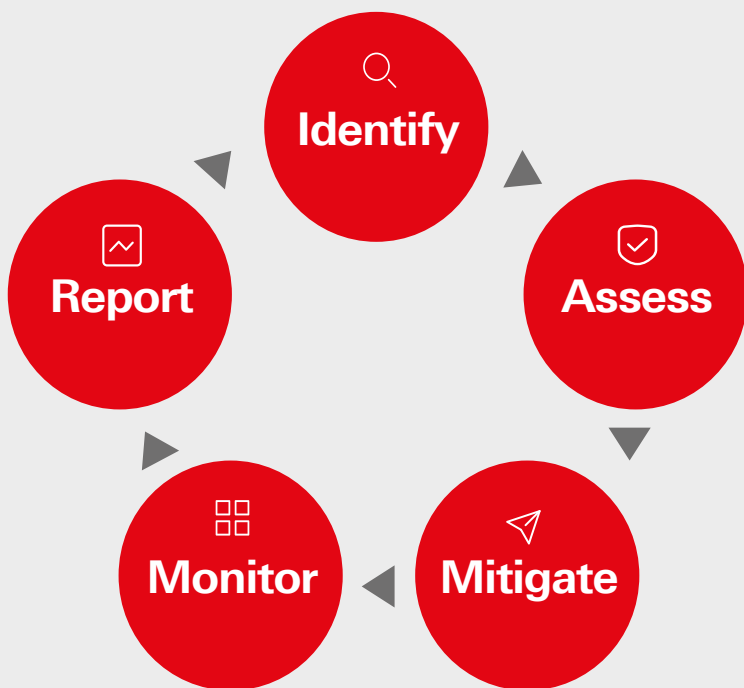 Identify
Assess
Mitigate
Monitor
Report